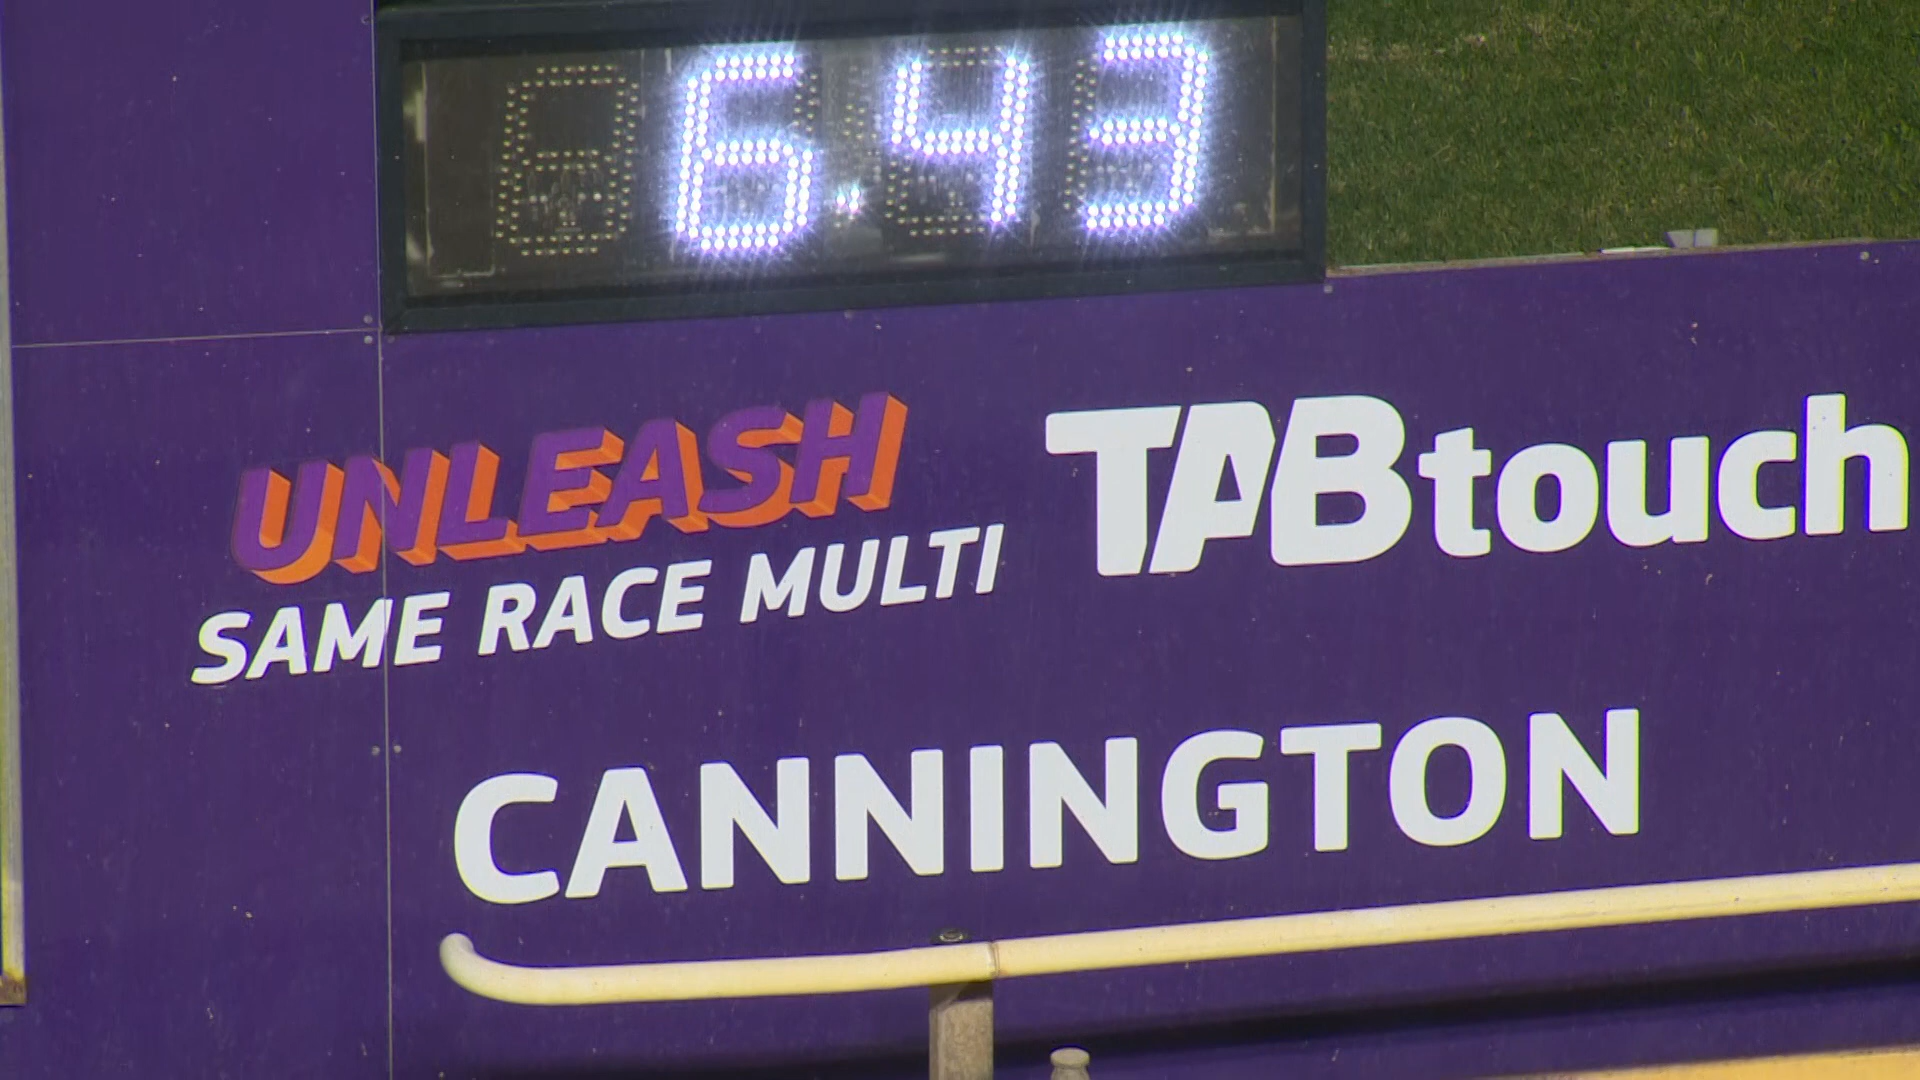 6.43
UNLEASH
SAME RACE MULTI
TABtouch
CANNINGTON